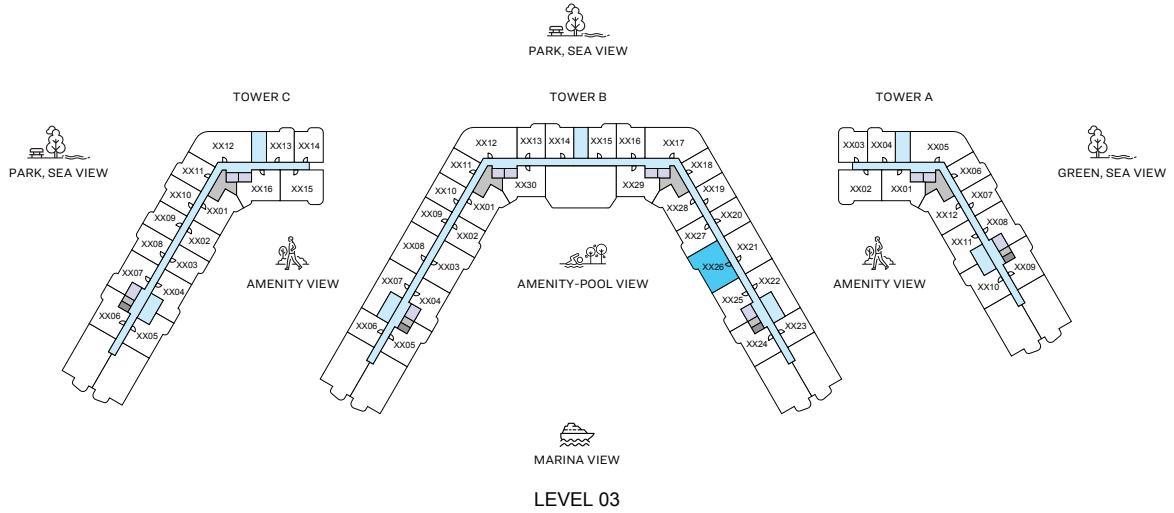 PARK, SEA VIEW
TOWER C
TOWER B
TOWER A
PARK, SEA VIEW
GREEN, SEA VIEW
XX12
XX13
XX14
XX11
XX10
XX16
XX15
XX01
XX09
XX02
XX08
XX03
XX07
XX04
XX06
XX05
AMENITY VIEW
XX12
XX13
XX14
XX15
XX16
XX17
XX11
XX18
XX10
XX30
XX29
XX19
XX01
XX28
XX09
XX20
XX02
XX27
XX08
XX21
XX03
XX26
XX07
XX22
XX04
XX25
XX06
XX23
XX05
XX24
AMENITY-POOL VIEW
XX03
XX04
XX05
XX06
XX02
XX01
XX07
XX12
XX08
XX11
XX09
XX10
AMENITY VIEW
MARINA VIEW
LEVEL 03